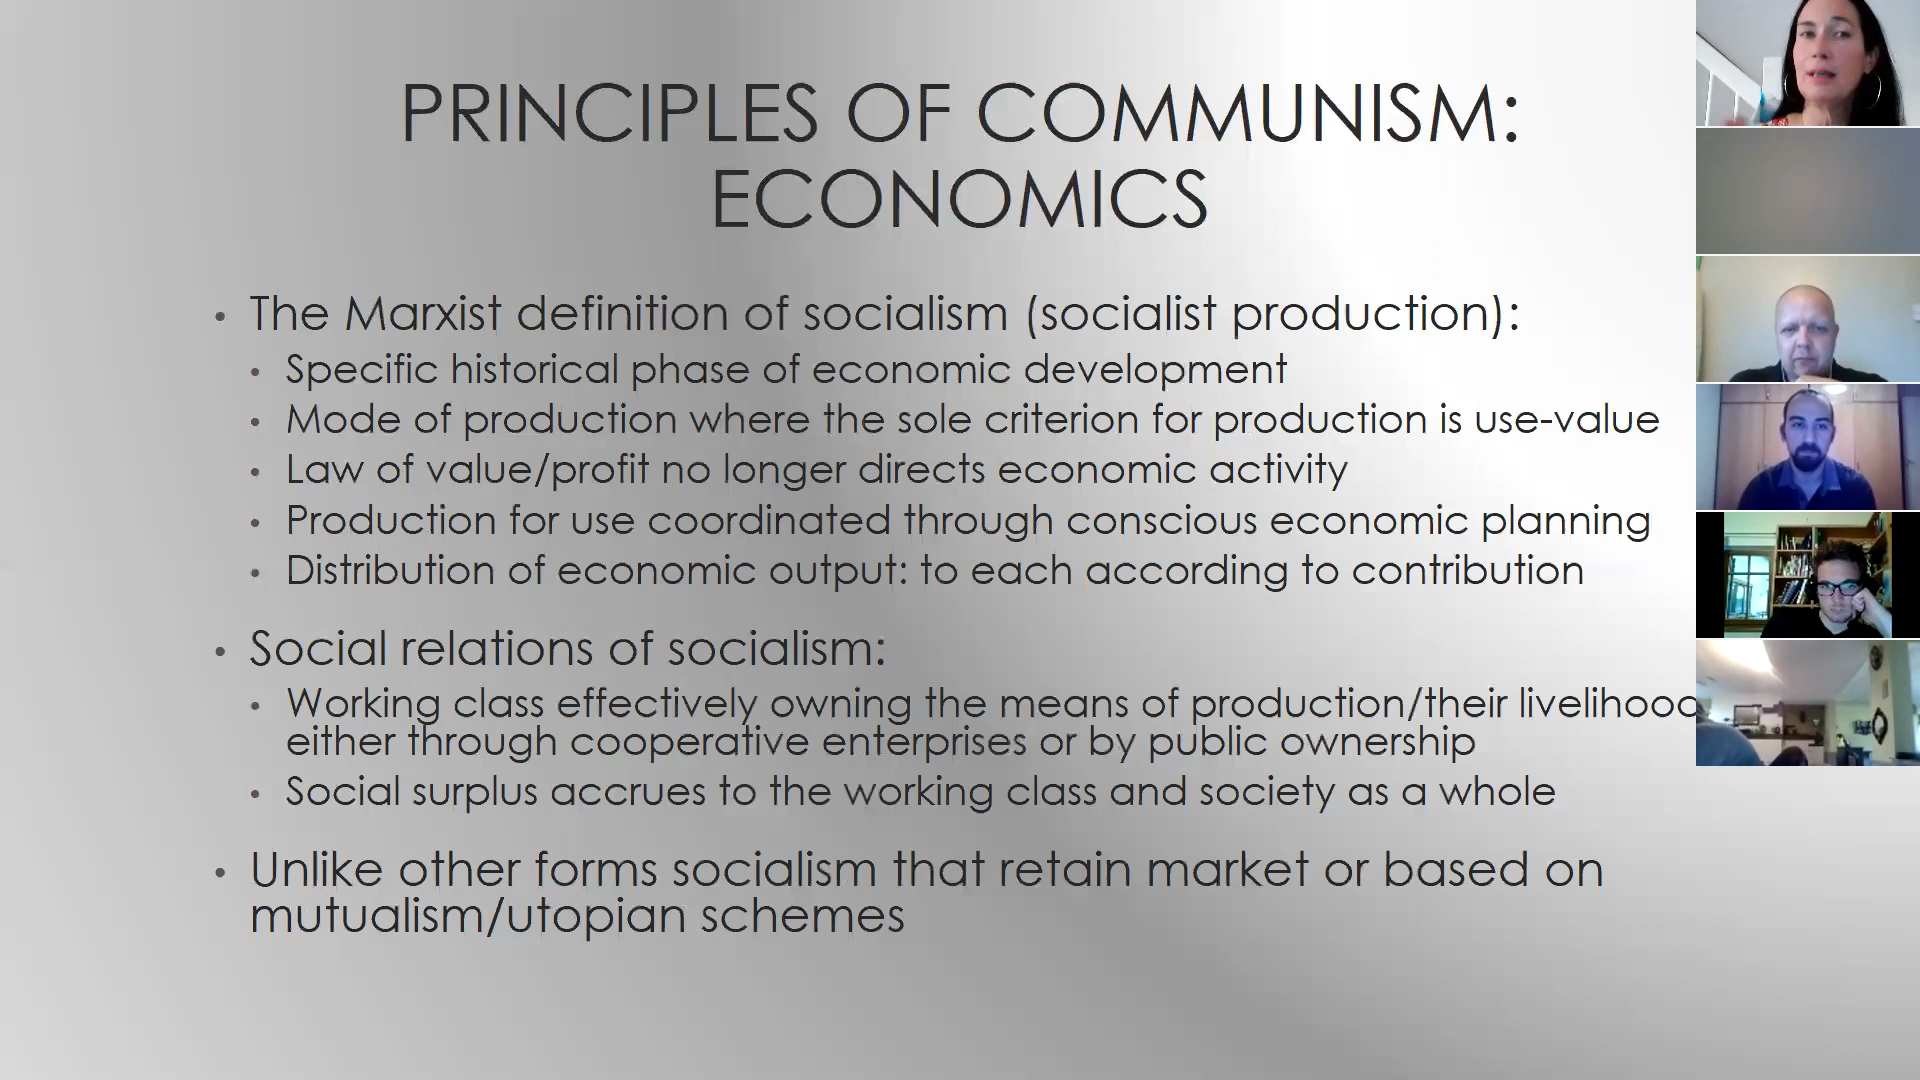 PRINCIPLES OF COMMUNISM:
ECONOMICS
• The Marxist definition of socialism (socialist production):
• Specific historical phase of economic development
• Mode of production where the sole criterion for production is use-value
• Law of value/profit no longer directs economic activity
• Production for use coordinated through conscious economic planning
• Distribution of economic output: to each according to contribution
• Social relations of socialism:
• Working class effectively owning the means of production/their livelihood
either through cooperative enterprises or by public ownership
• Social surplus accrues to the working class and society as a whole
• Unlike other forms socialism that retain market or based on
mutualism/utopian schemes